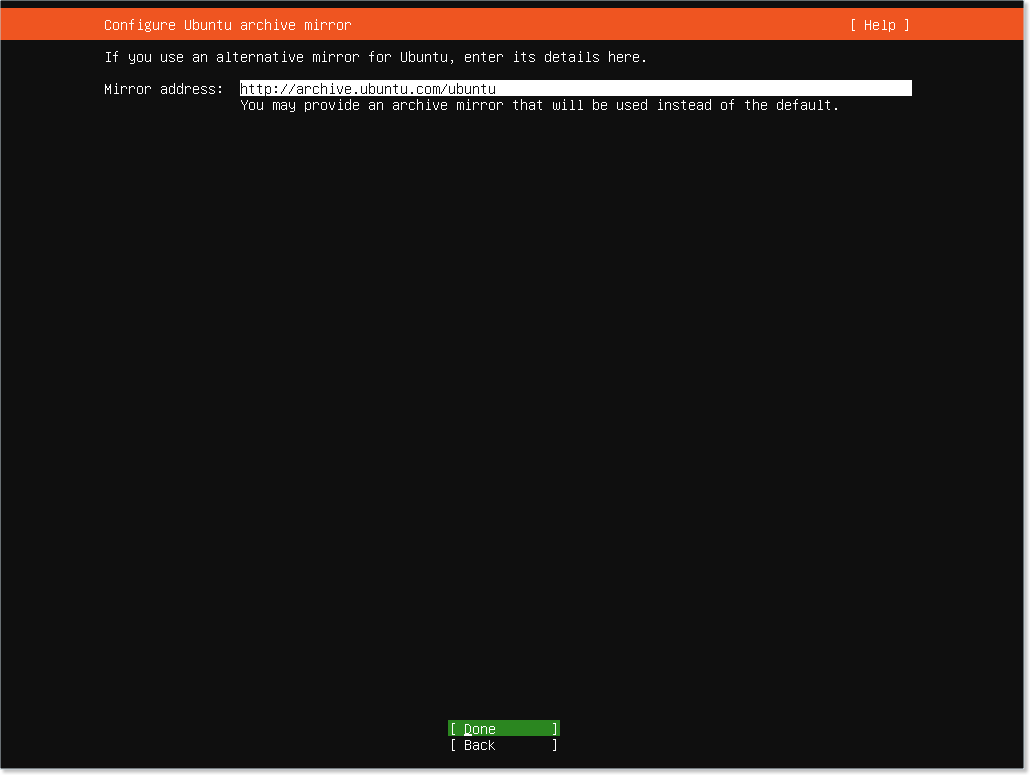 Configure Ubuntu archive mirror [ Help ]
If you use an alternative mirror for Ubuntu, enter its details here.
Mirror address: http://archive.ubuntu.com/ubuntu
You may provide an archive mirror that will be used instead of the default.
[ Done ]
[ Back ]